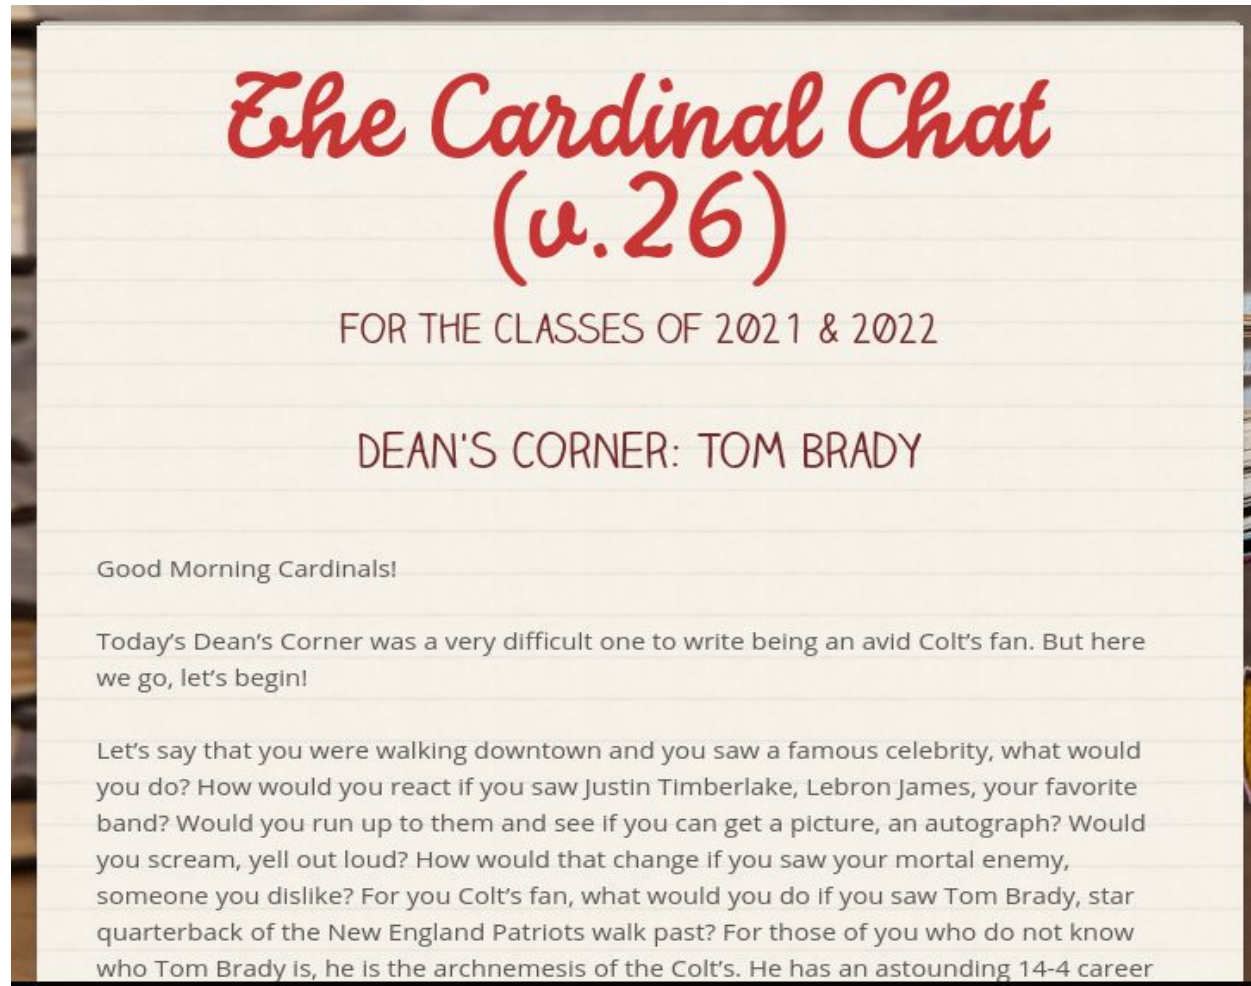 The Cardinal Chat
(v.26)
FOR THE CLASSES OF 2021 & 2022
DEAN'S CORNER: TOM BRADY
Good Morning Cardinals!
Today’s Dean’s Corner was a very difficult one to write being an avid Colt’s fan. But here
we go, let’s begin!
Let’s say that you were walking downtown and you saw a famous celebrity, what would
you do? How would you react if you saw Justin Timberlake, Lebron James, your favorite
band? Would you run up to them and see if you can get a picture, an autograph? Would
you scream, yell out loud? How would that change if you saw your mortal enemy,
someone you dislike? For you Colt’s fan, what would you do if you saw Tom Brady, star
quarterback of the New England Patriots walk past? For those of you who do not know
who Tom Brady is, he is the archnemesis of the Colt’s. He has an astounding 14-4 career